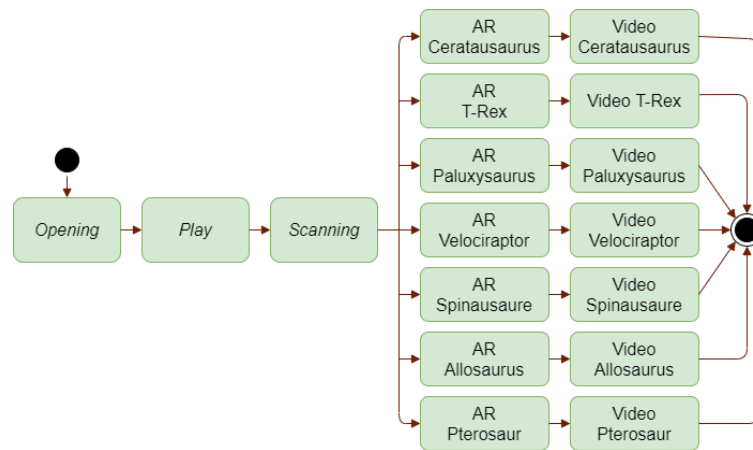 Opening
Play
Scanning
AR
Ceratausaurus
Video
Ceratausaurus
AR
T-Rex
Video T-Rex
AR
Paluxysaurus
Video
Paluxysaurus
AR
Velociraptor
Video
Velociraptor
AR
Spinausaure
Video
Spinausaure
AR
Allosaurus
Video
Allosaurus
AR
Pterosaur
Video
Pterosaur